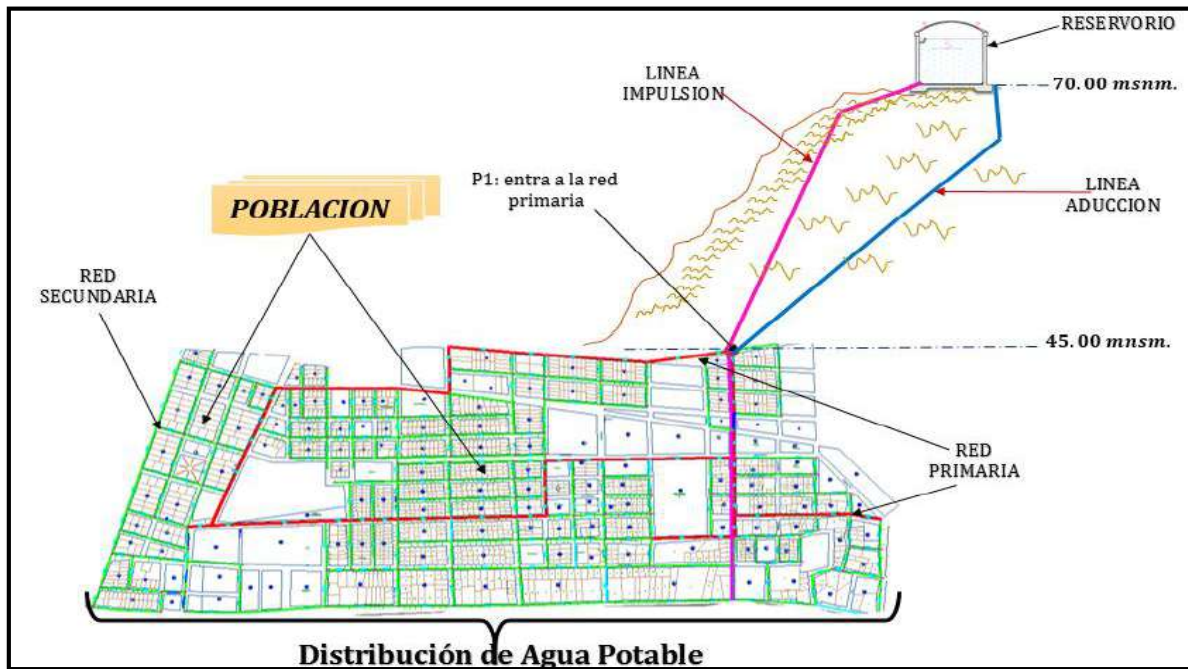 RESERVORIO
LINEA
IMPULSION
70.00 msnm.
P1: entra a la red
primaria
POBLACION
LINEA
ADUCCION
RED
SECUNDARIA
45.00 mnsm.
RED
PRIMARIA
Distribución de Agua Potable